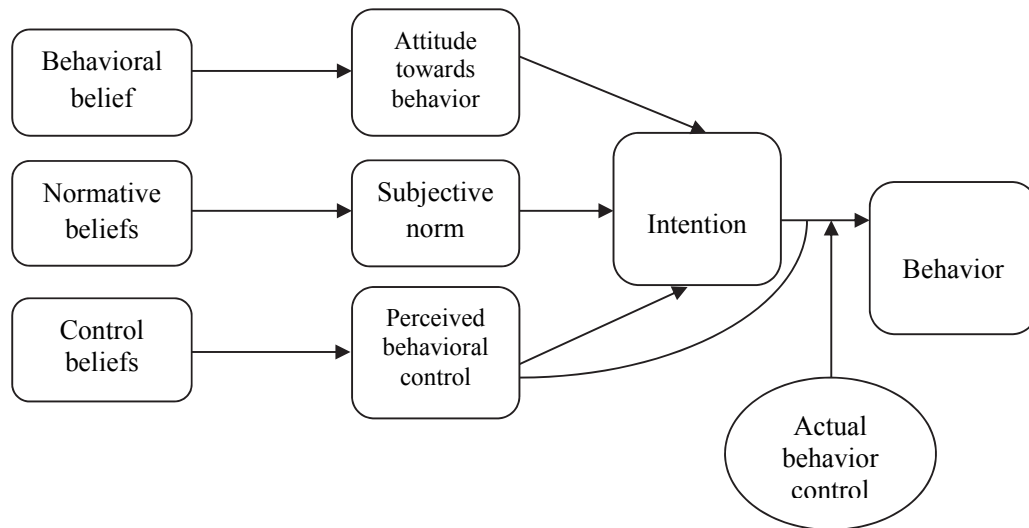 Behavioral
belief
Attitude
towards
behavior
Normative
beliefs
Subjective
norm
Intention
Behavior
Control
beliefs
Perceived
behavioral
control
Actual
behavior
control